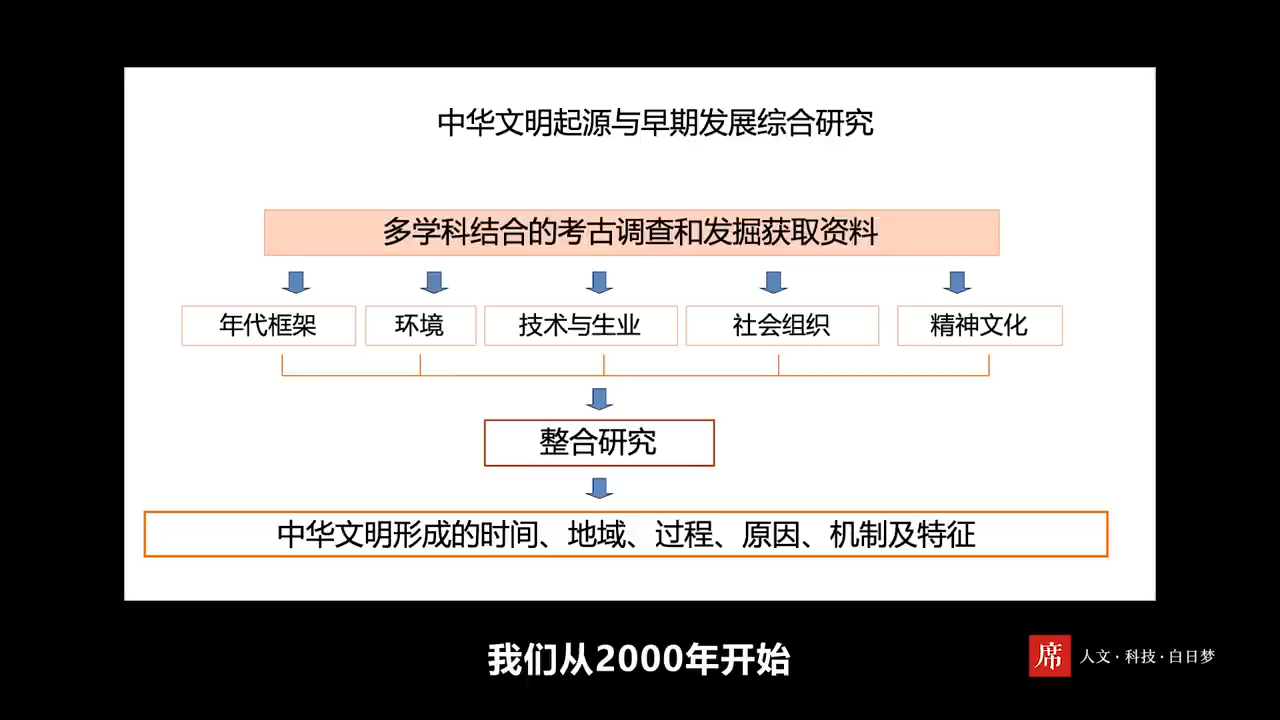 中华文明起源与早期发展综合研究
多学科结合的考古调查和发掘获取资料
年代框架 环境 技术与生业 社会组织 精神文化
整合研究
中华文明形成的时间、地域、过程、原因、机制及特征
我们从2000年开始
席 人文·科技·白日梦